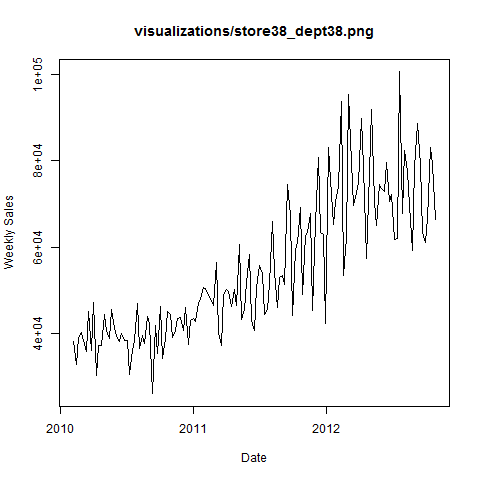 visualizations/store38_dept38.png
1e+05
8e+04
6e+04
4e+04
Weekly Sales
2010 2011 2012
Date